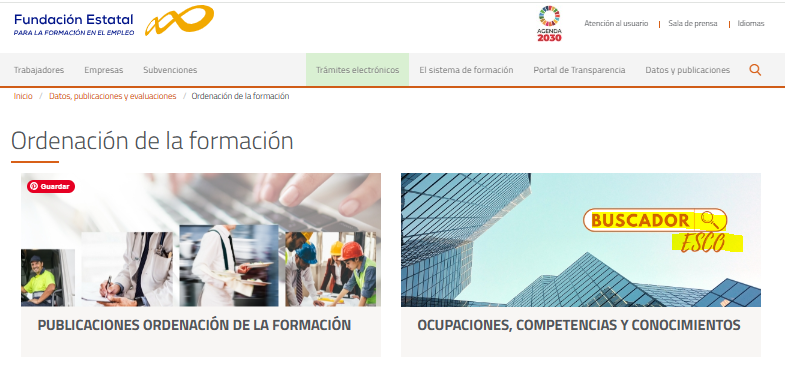 Fundación Estatal
PARA LA FORMACIÓN EN EL EMPLEO
AGENDA
2030
Atención al usuario | Sala de prensa | Idiomas
Trabajadores Empresas Subvenciones Trámites electrónicos El sistema de formación Portal de Transparencia Datos y publicaciones
Inicio / Datos, publicaciones y evaluaciones / Ordenación de la formación
Ordenación de la formación
Guardar
BUSCADOR
ESCO
PUBLICACIONES ORDENACIÓN DE LA FORMACIÓN
OCUPACIONES, COMPETENCIAS Y CONOCIMIENTOS